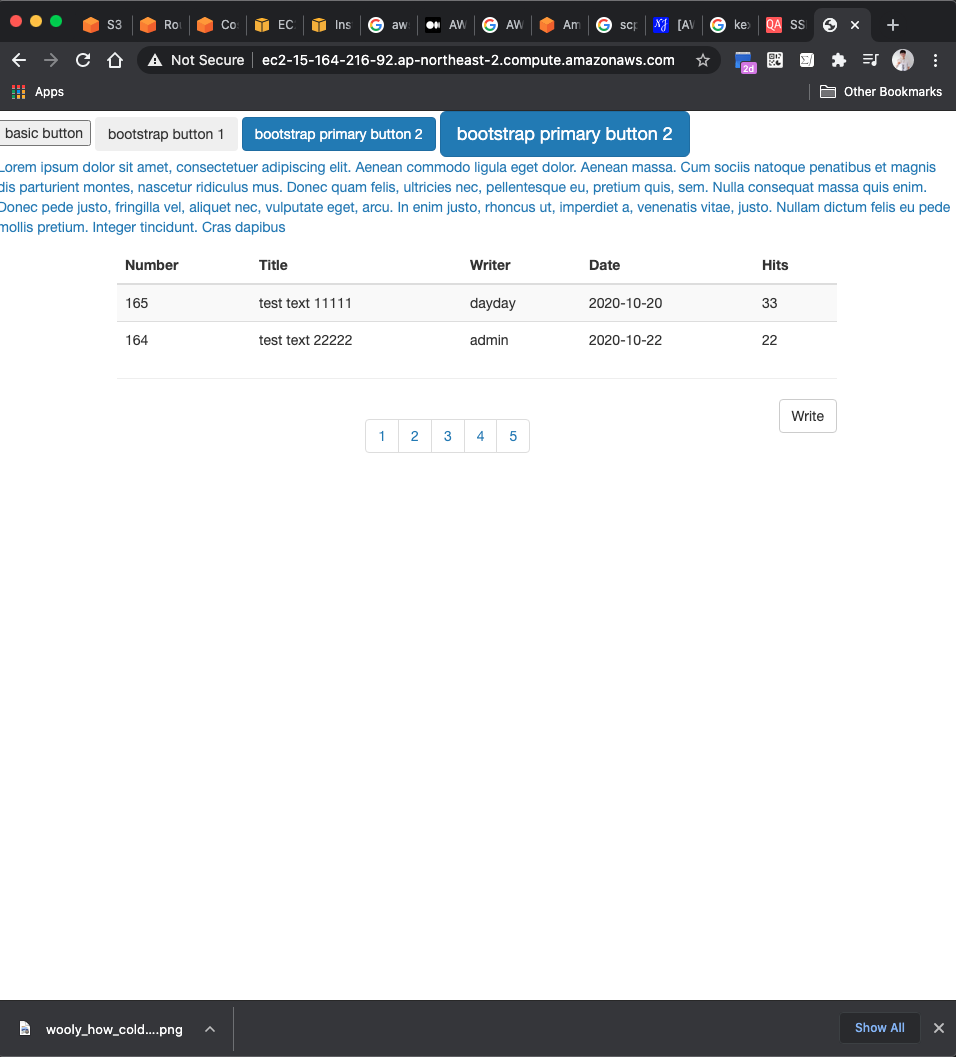 S3
Ro
Co
EC
Ins
aw
AW
AW
Am
scp
[AV
ke
QA SS
Not Secure ec2-15-164-216-92.ap-northeast-2.compute.amazonaws.com
2d
Apps Other Bookmarks
basic button bootstrap button 1 bootstrap primary button 2 bootstrap primary button 2
Lorem ipsum dolor sit amet, consectetuer adipiscing elit. Aenean commodo ligula eget dolor. Aenean massa. Cum sociis natoque penatibus et magnis
dis parturient montes, nascetur ridiculus mus. Donec quam felis, ultricies nec, pellentesque eu, pretium quis, sem. Nulla consequat massa quis enim.
Donec pede justo, fringilla vel, aliquet nec, vulputate eget, arcu. In enim justo, rhoncus ut, imperdiet a, venenatis vitae, justo. Nullam dictum felis eu pede
mollis pretium. Integer tincidunt. Cras dapibus
Number Title Writer Date Hits
165 test text 11111 dayday 2020-10-20 33
164 test text 22222 admin 2020-10-22 22
Write
1 2 3 4 5
wooly_how_cold....png Show All